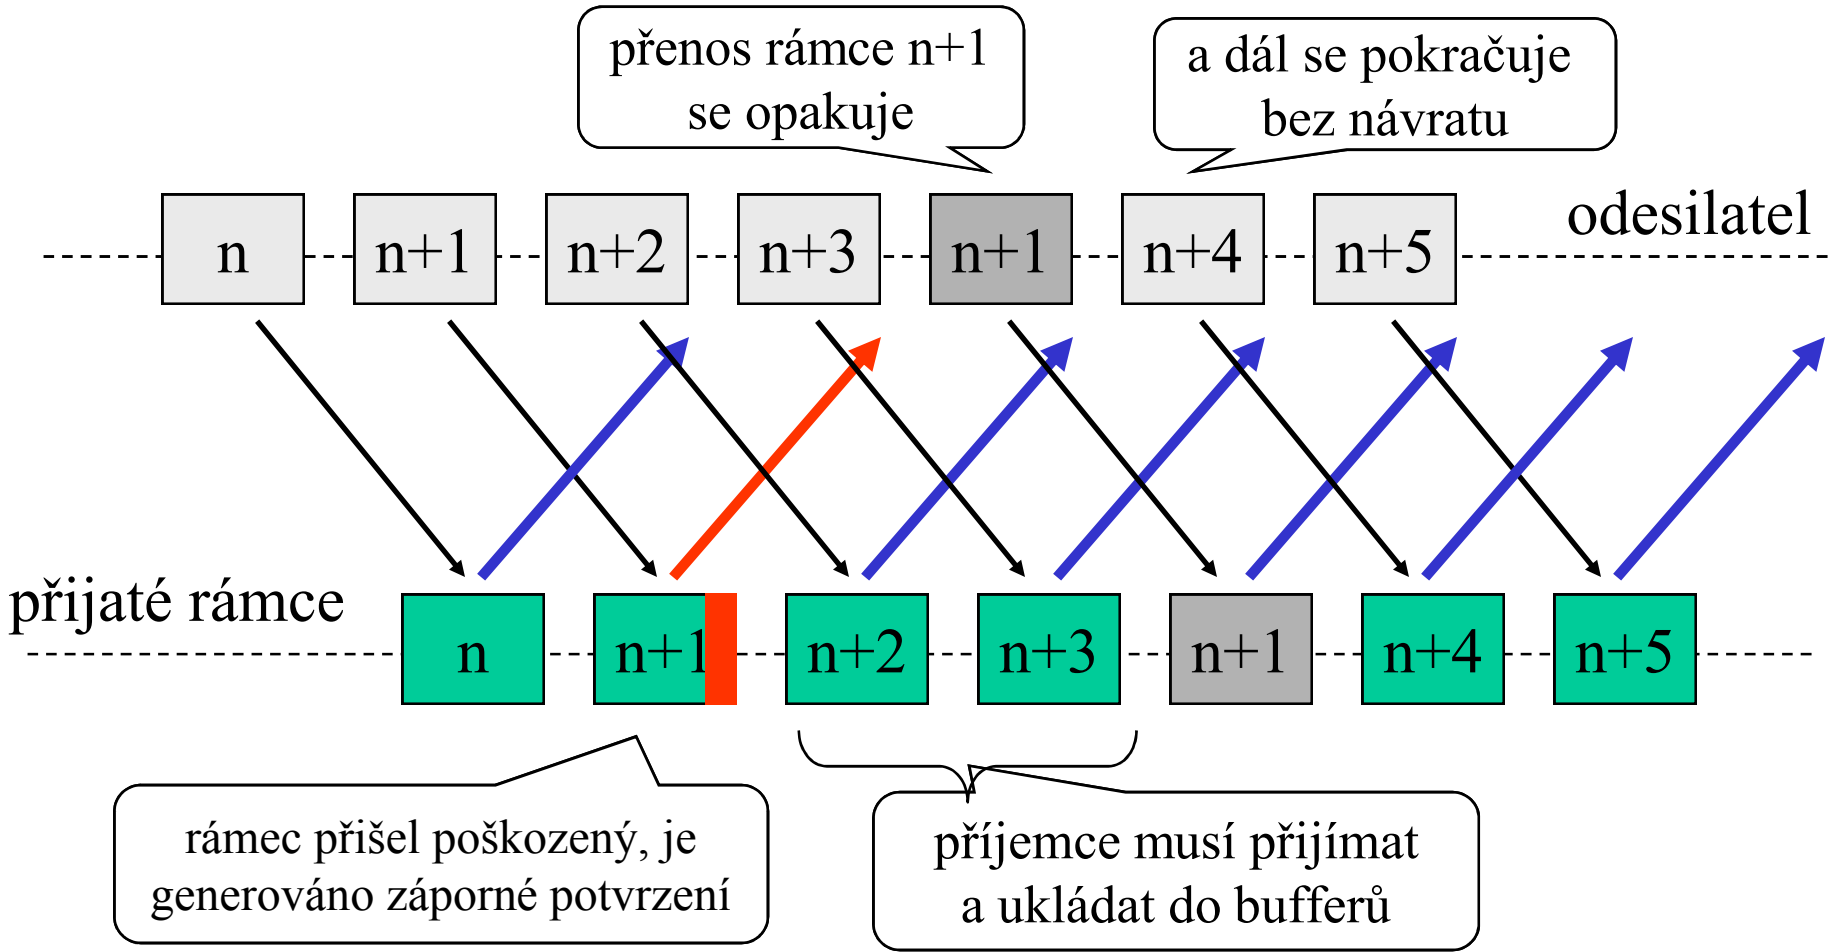 přenos rámce n+1
se opakuje
a dál se pokračuje
bez návratu
odesilatel
n
n+1
n+2
n+3
n+1
n+4
n+5
přijaté rámce
n
n+1
n+2
n+3
n+1
n+4
n+5
rámec přišel poškozený, je
generováno záporné potvrzení
příjemce musí přijímat
a ukládat do bufferů